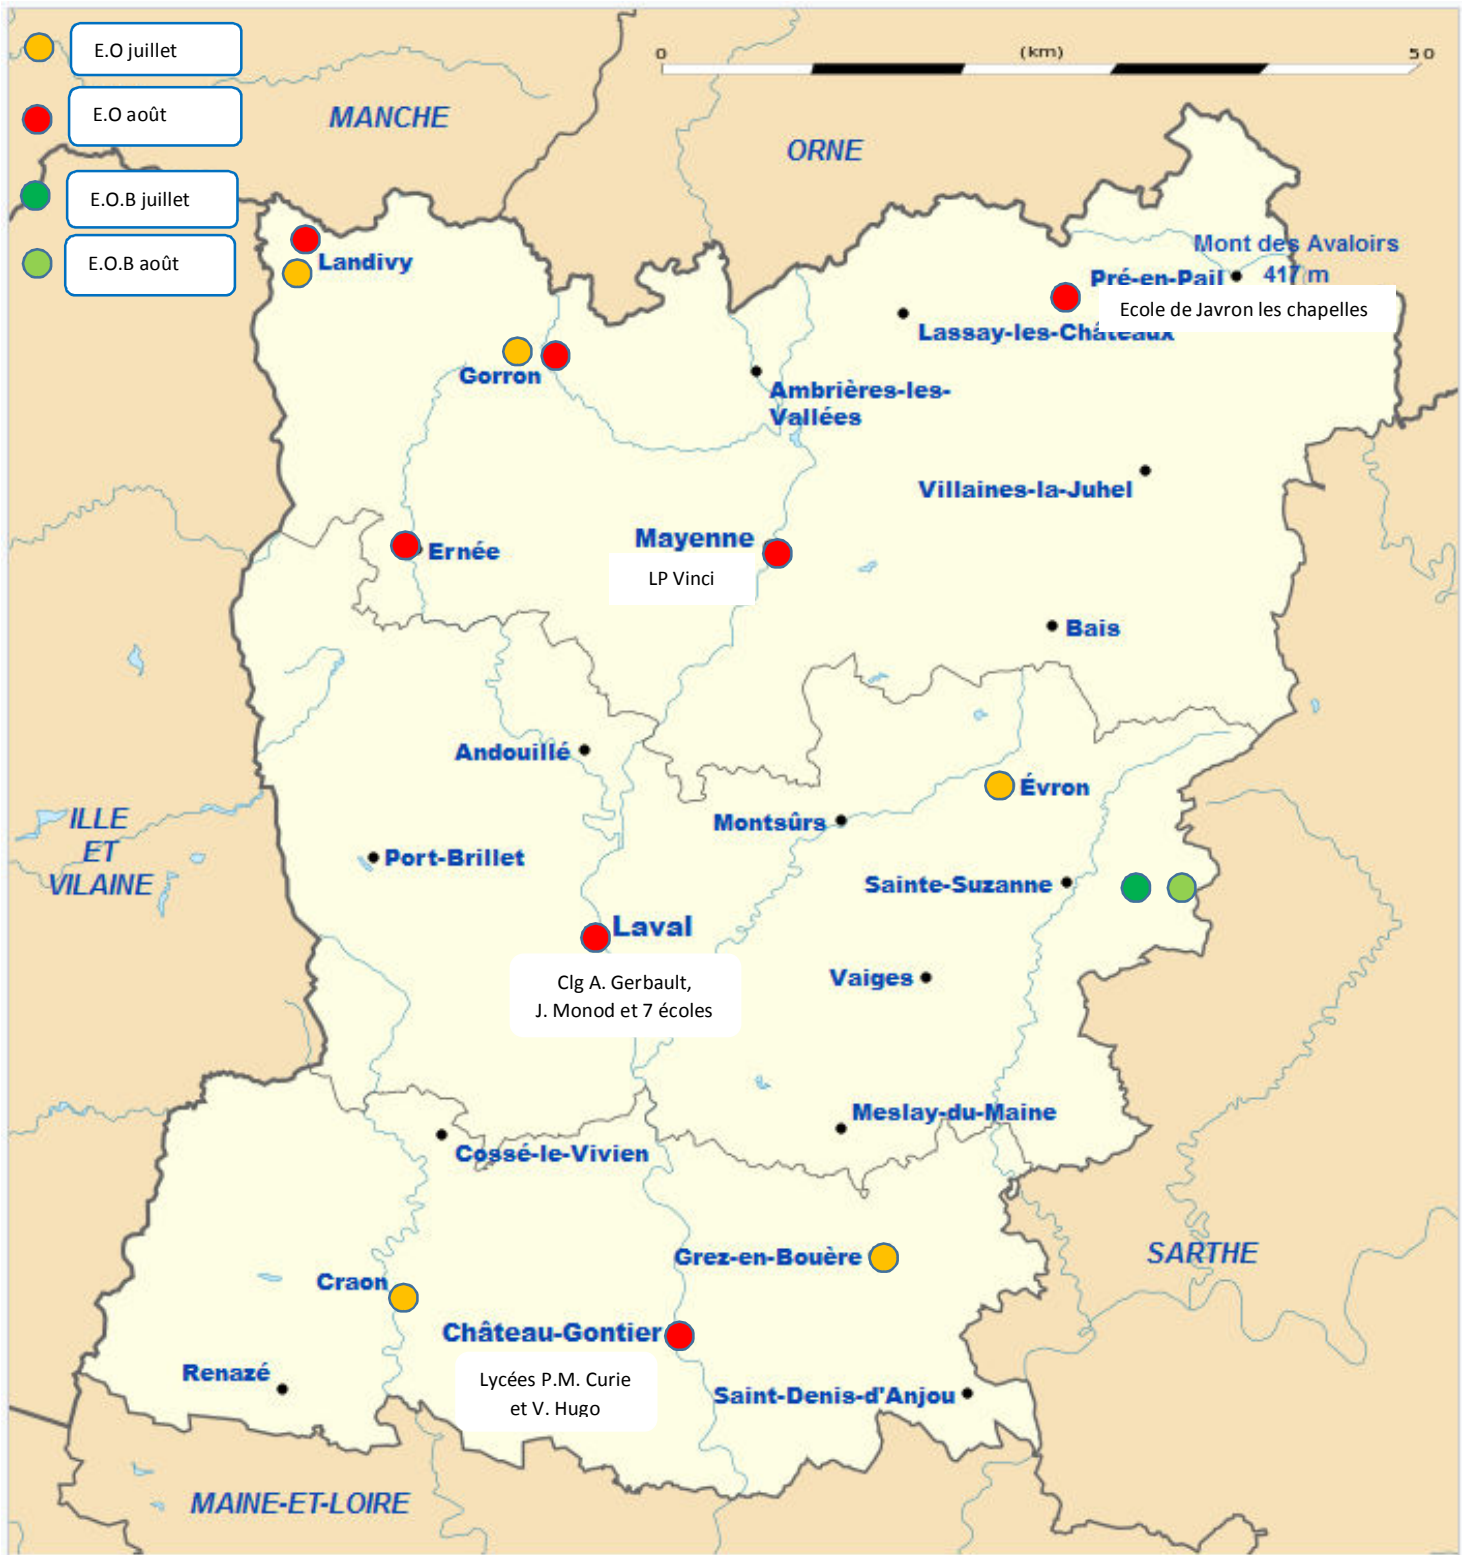 E.O juillet
E.O août
E.O.B juillet
E.O.B août
0 (km) 50
MANCHE
ORNE
Mont des Avaloirs
417 m
Landivy
Pré-en-Pail
Ecole de Javron les chapelles
Lassay-les-Châteaux
Gorron
Ambrières-les-
Vallées
Villaines-la-Juhel
Mayenne
LP Vinci
Ernée
Bais
Andouillé
Évron
Montsûrs
ILLE
ET
VILAINE
Port-Brillet
Sainte-Suzanne
Laval
Clg A. Gerbault,
J. Monod et 7 écoles
Vaiges
Meslay-du-Maine
Cossé-le-Vivien
SARTHE
Grez-en-Bouère
Craon
Château-Gontier
Lycées P.M. Curie
et V. Hugo
Renazé
Saint-Denis-d'Anjou
MAINE-ET-LOIRE